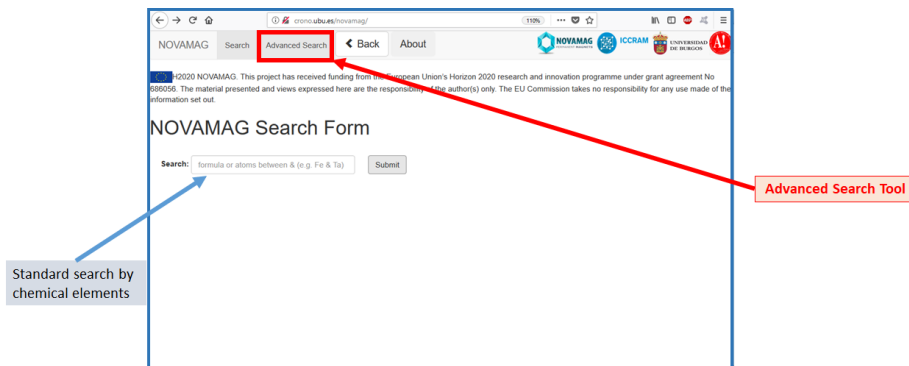 110%
crono.ubu.es/novamag/
NOVAMAG Search Advanced Search Back About
NOVAMAG ICCRAM UNIVERSIDAD DE BURGOS A!
H2020 NOVAMAG. This project has received funding from the European Union's Horizon 2020 research and innovation programme under grant agreement No
686056. The material presented and views expressed here are the responsibility of the author(s) only. The EU Commission takes no responsibility for any use made of the
information set out.
NOVAMAG Search Form
Search: formula or atoms between & (e.g. Fe & Ta) Submit
Advanced Search Tool
Standard search by
chemical elements